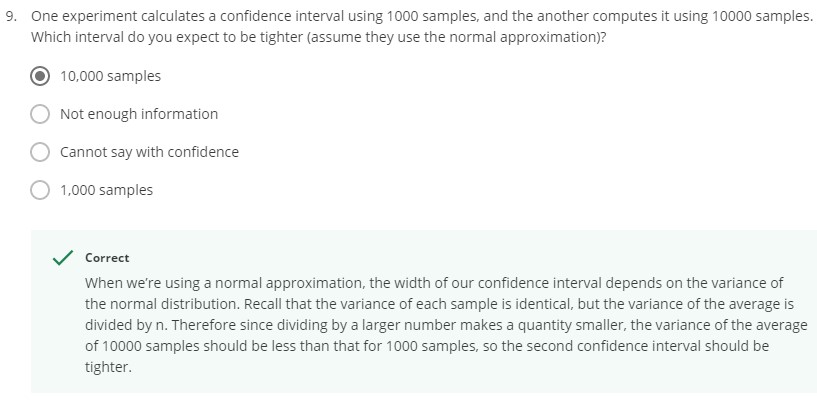 9. One experiment calculates a confidence interval using 1000 samples, and the another computes it using 10000 samples.
Which interval do you expect to be tighter (assume they use the normal approximation)?
10,000 samples
Not enough information
Cannot say with confidence
1,000 samples
Correct
When we're using a normal approximation, the width of our confidence interval depends on the variance of
the normal distribution. Recall that the variance of each sample is identical, but the variance of the average is
divided by n. Therefore since dividing by a larger number makes a quantity smaller, the variance of the average
of 10000 samples should be less than that for 1000 samples, so the second confidence interval should be
tighter.